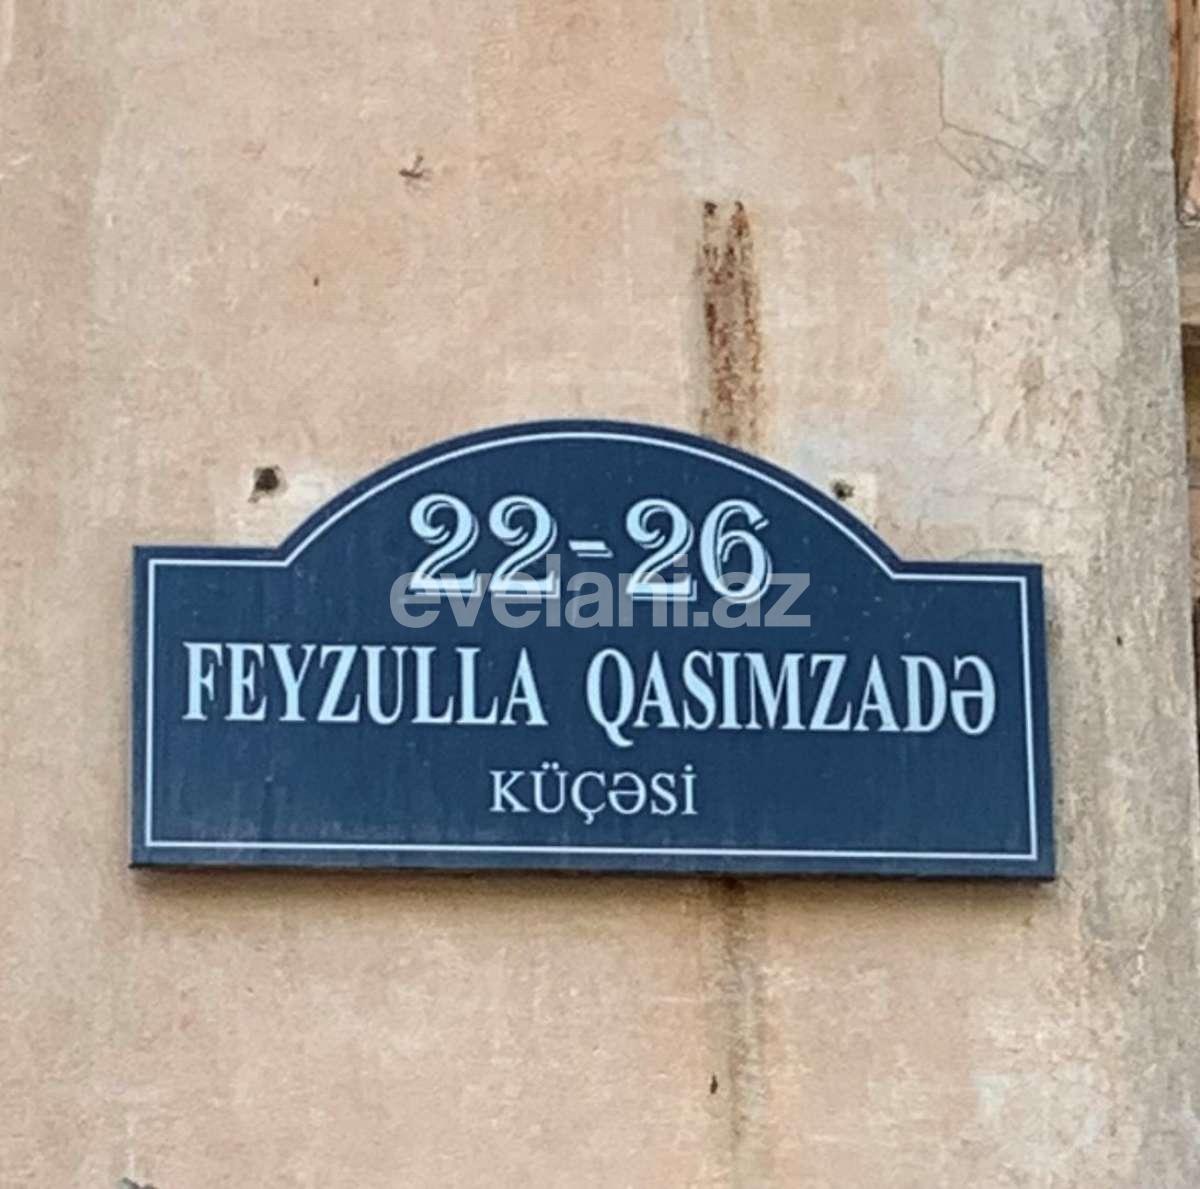 22-26
evelani.az
FEYZULLA QASIMZADƏ
KÜÇƏSİ